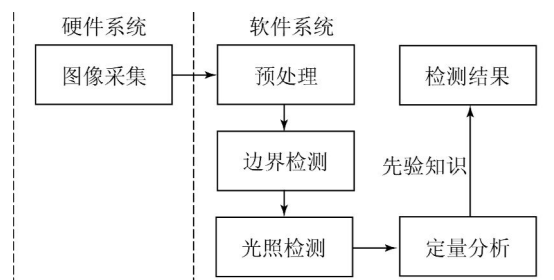 硬件系统
软件系统
图像采集
预处理
检测结果
边界检测
先验知识
光照检测
定量分析